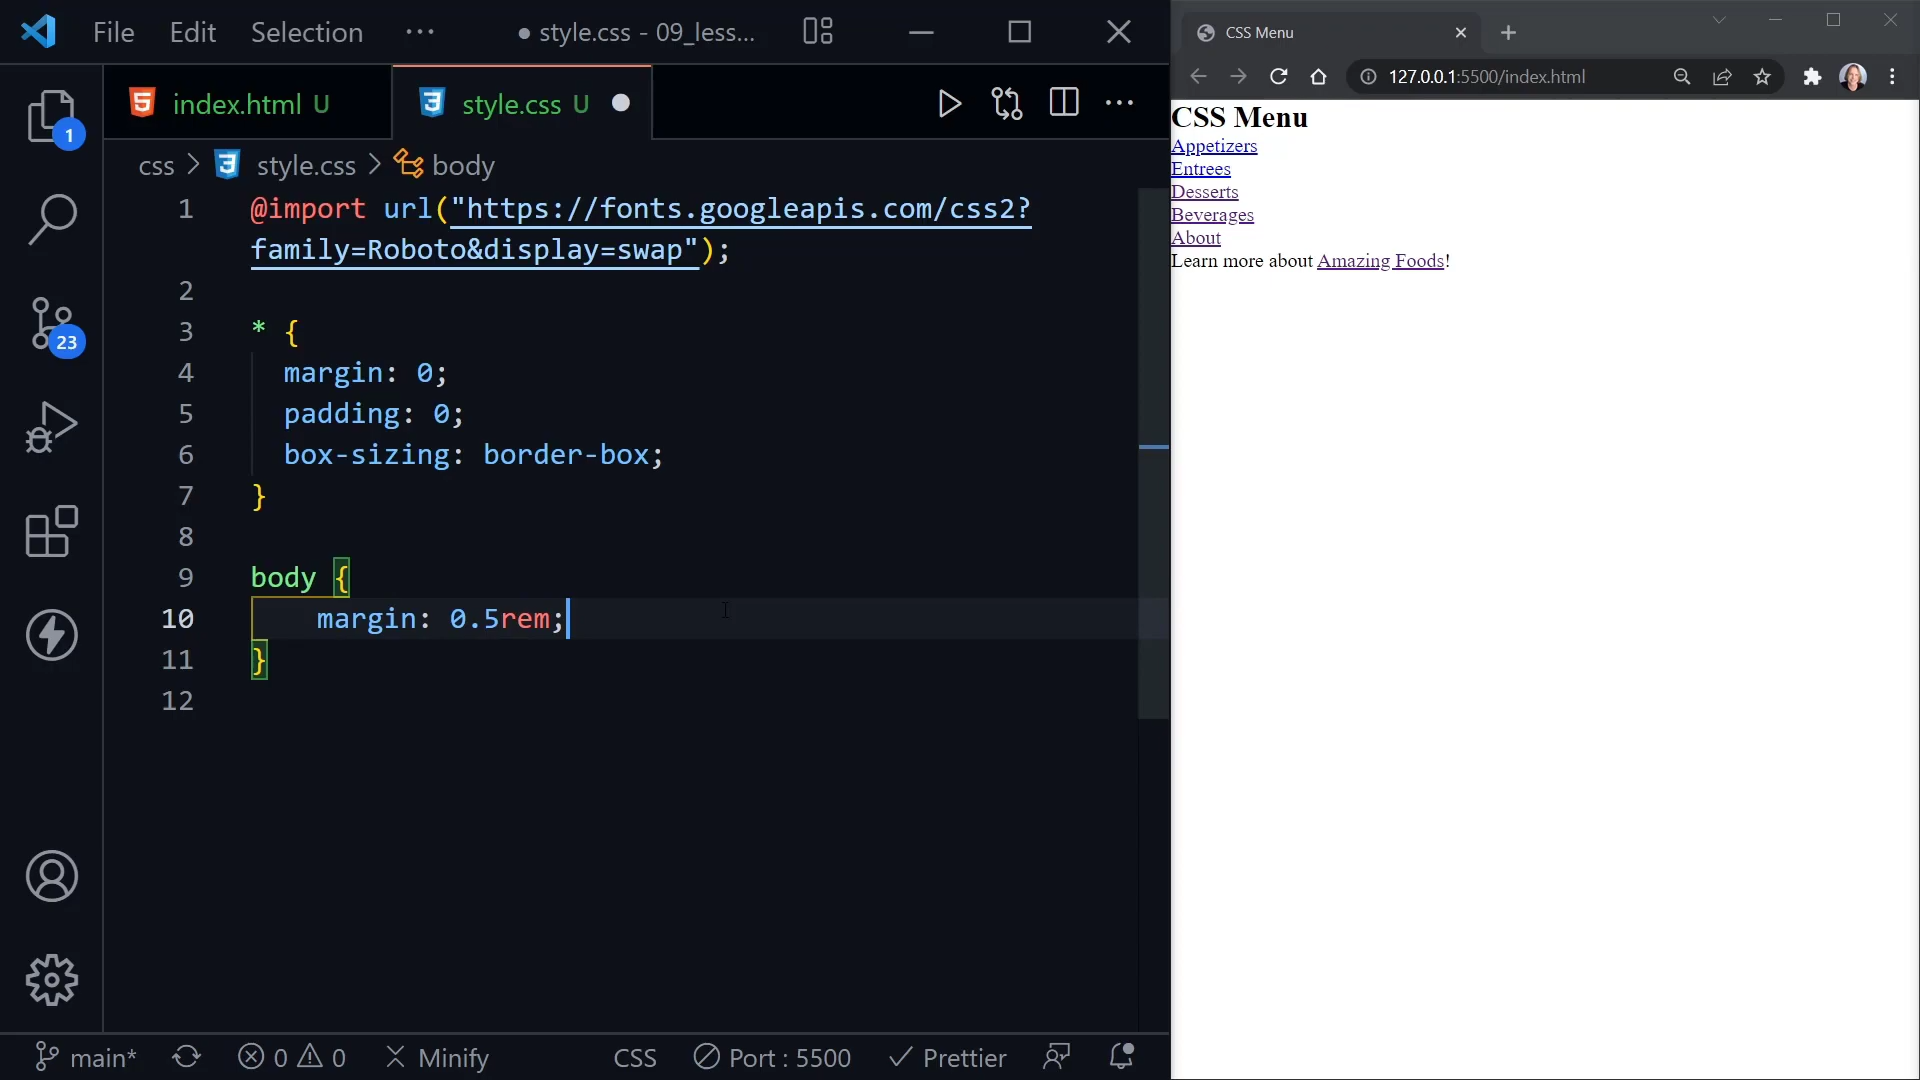 File Edit Selection ··· ● style.css - 09_less...
index.html U
style.css U ●
css > style.css > body
1 @import url("https://fonts.googleapis.com/css2?
family=Roboto&display=swap");
2
3 * {
4 margin: 0;
5 padding: 0;
6 box-sizing: border-box;
7 }
8
9 body {
10 margin: 0.5rem;
11 }
12
1
23
main* 0 0 Minify CSS Port : 5500 Prettier
CSS Menu
127.0.0.1:5500/index.html
CSS Menu
Appetizers
Entrees
Desserts
Beverages
About
Learn more about Amazing Foods!